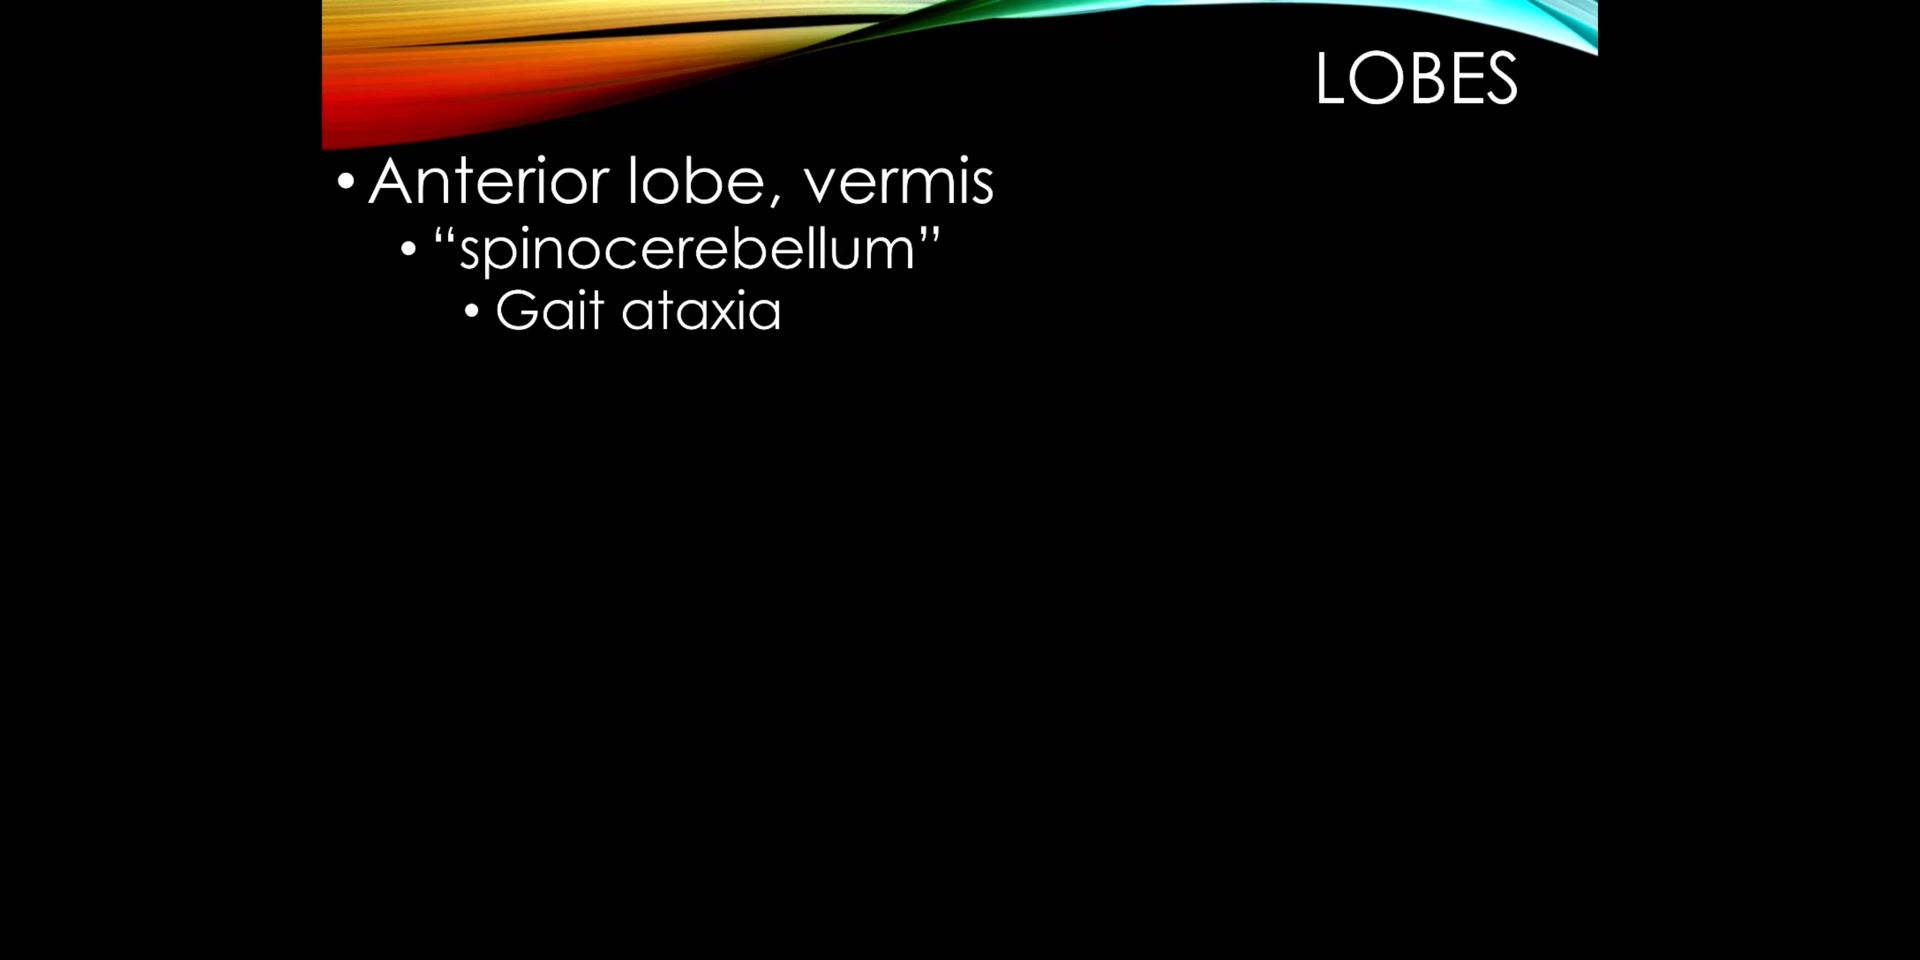 LOBES
• Anterior lobe, vermis
• “spinocerebellum”
• Gait ataxia